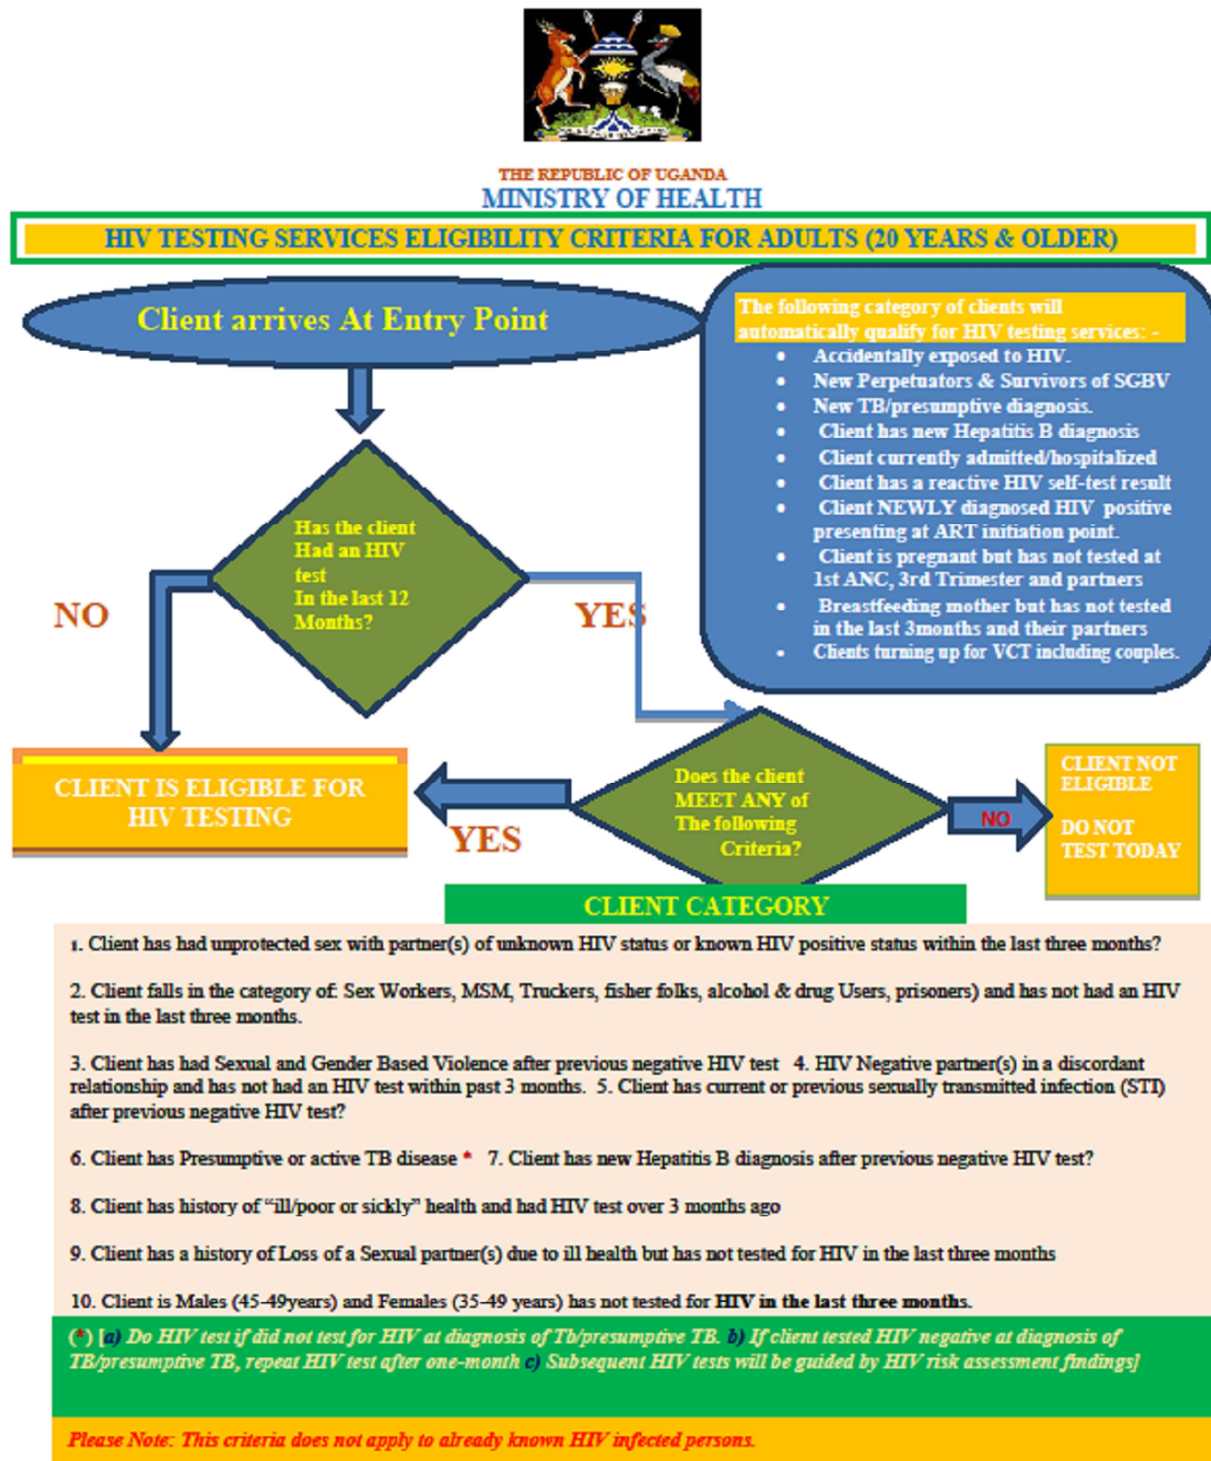 THE REPUBLIC OF UGANDA
MINISTRY OF HEALTH
HIV TESTING SERVICES ELIGIBILITY CRITERIA FOR ADULTS (20 YEARS & OLDER)
Client arrives At Entry Point
The following category of clients will
automatically qualify for HIV testing services: -
• Accidentally exposed to HIV.
• New Perpetuators & Survivors of SGBV
• New TB/presumptive diagnosis.
• Client has new Hepatitis B diagnosis
• Client currently admitted/hospitalized
• Client has a reactive HIV self-test result
• Client NEWLY diagnosed HIV positive
presenting at ART initiation point.
• Client is pregnant but has not tested at
1st ANC, 3rd Trimester and partners
• Breastfeeding mother but has not tested
in the last 3months and their partners
• Clients turning up for VCT including couples.
Has the client
Had an HIV
test
In the last 12
Months?
NO
YES
CLIENT IS ELIGIBLE FOR
HIV TESTING
YES
Does the client
MEET ANY of
The following
Criteria?
NO
CLIENT NOT
ELIGIBLE
DO NOT
TEST TODAY
CLIENT CATEGORY
1. Client has had unprotected sex with partner(s) of unknown HIV status or known HIV positive status within the last three months?
2. Client falls in the category of: Sex Workers, MSM, Truckers, fisher folks, alcohol & drug Users, prisoners) and has not had an HIV
test in the last three months.
3. Client has had Sexual and Gender Based Violence after previous negative HIV test 4. HIV Negative partner(s) in a discordant
relationship and has not had an HIV test within past 3 months. 5. Client has current or previous sexually transmitted infection (STI)
after previous negative HIV test?
6. Client has Presumptive or active TB disease * 7. Client has new Hepatitis B diagnosis after previous negative HIV test?
8. Client has history of “ill/poor or sickly” health and had HIV test over 3 months ago
9. Client has a history of Loss of a Sexual partner(s) due to ill health but has not tested for HIV in the last three months
10. Client is Males (45-49years) and Females (35-49 years) has not tested for HIV in the last three months.
(*) [a) Do HIV test if did not test for HIV at diagnosis of Tb/presumptive TB. b) If client tested HIV negative at diagnosis of
TB/presumptive TB, repeat HIV test after one-month c) Subsequent HIV tests will be guided by HIV risk assessment findings]
Please Note: This criteria does not apply to already known HIV infected persons.